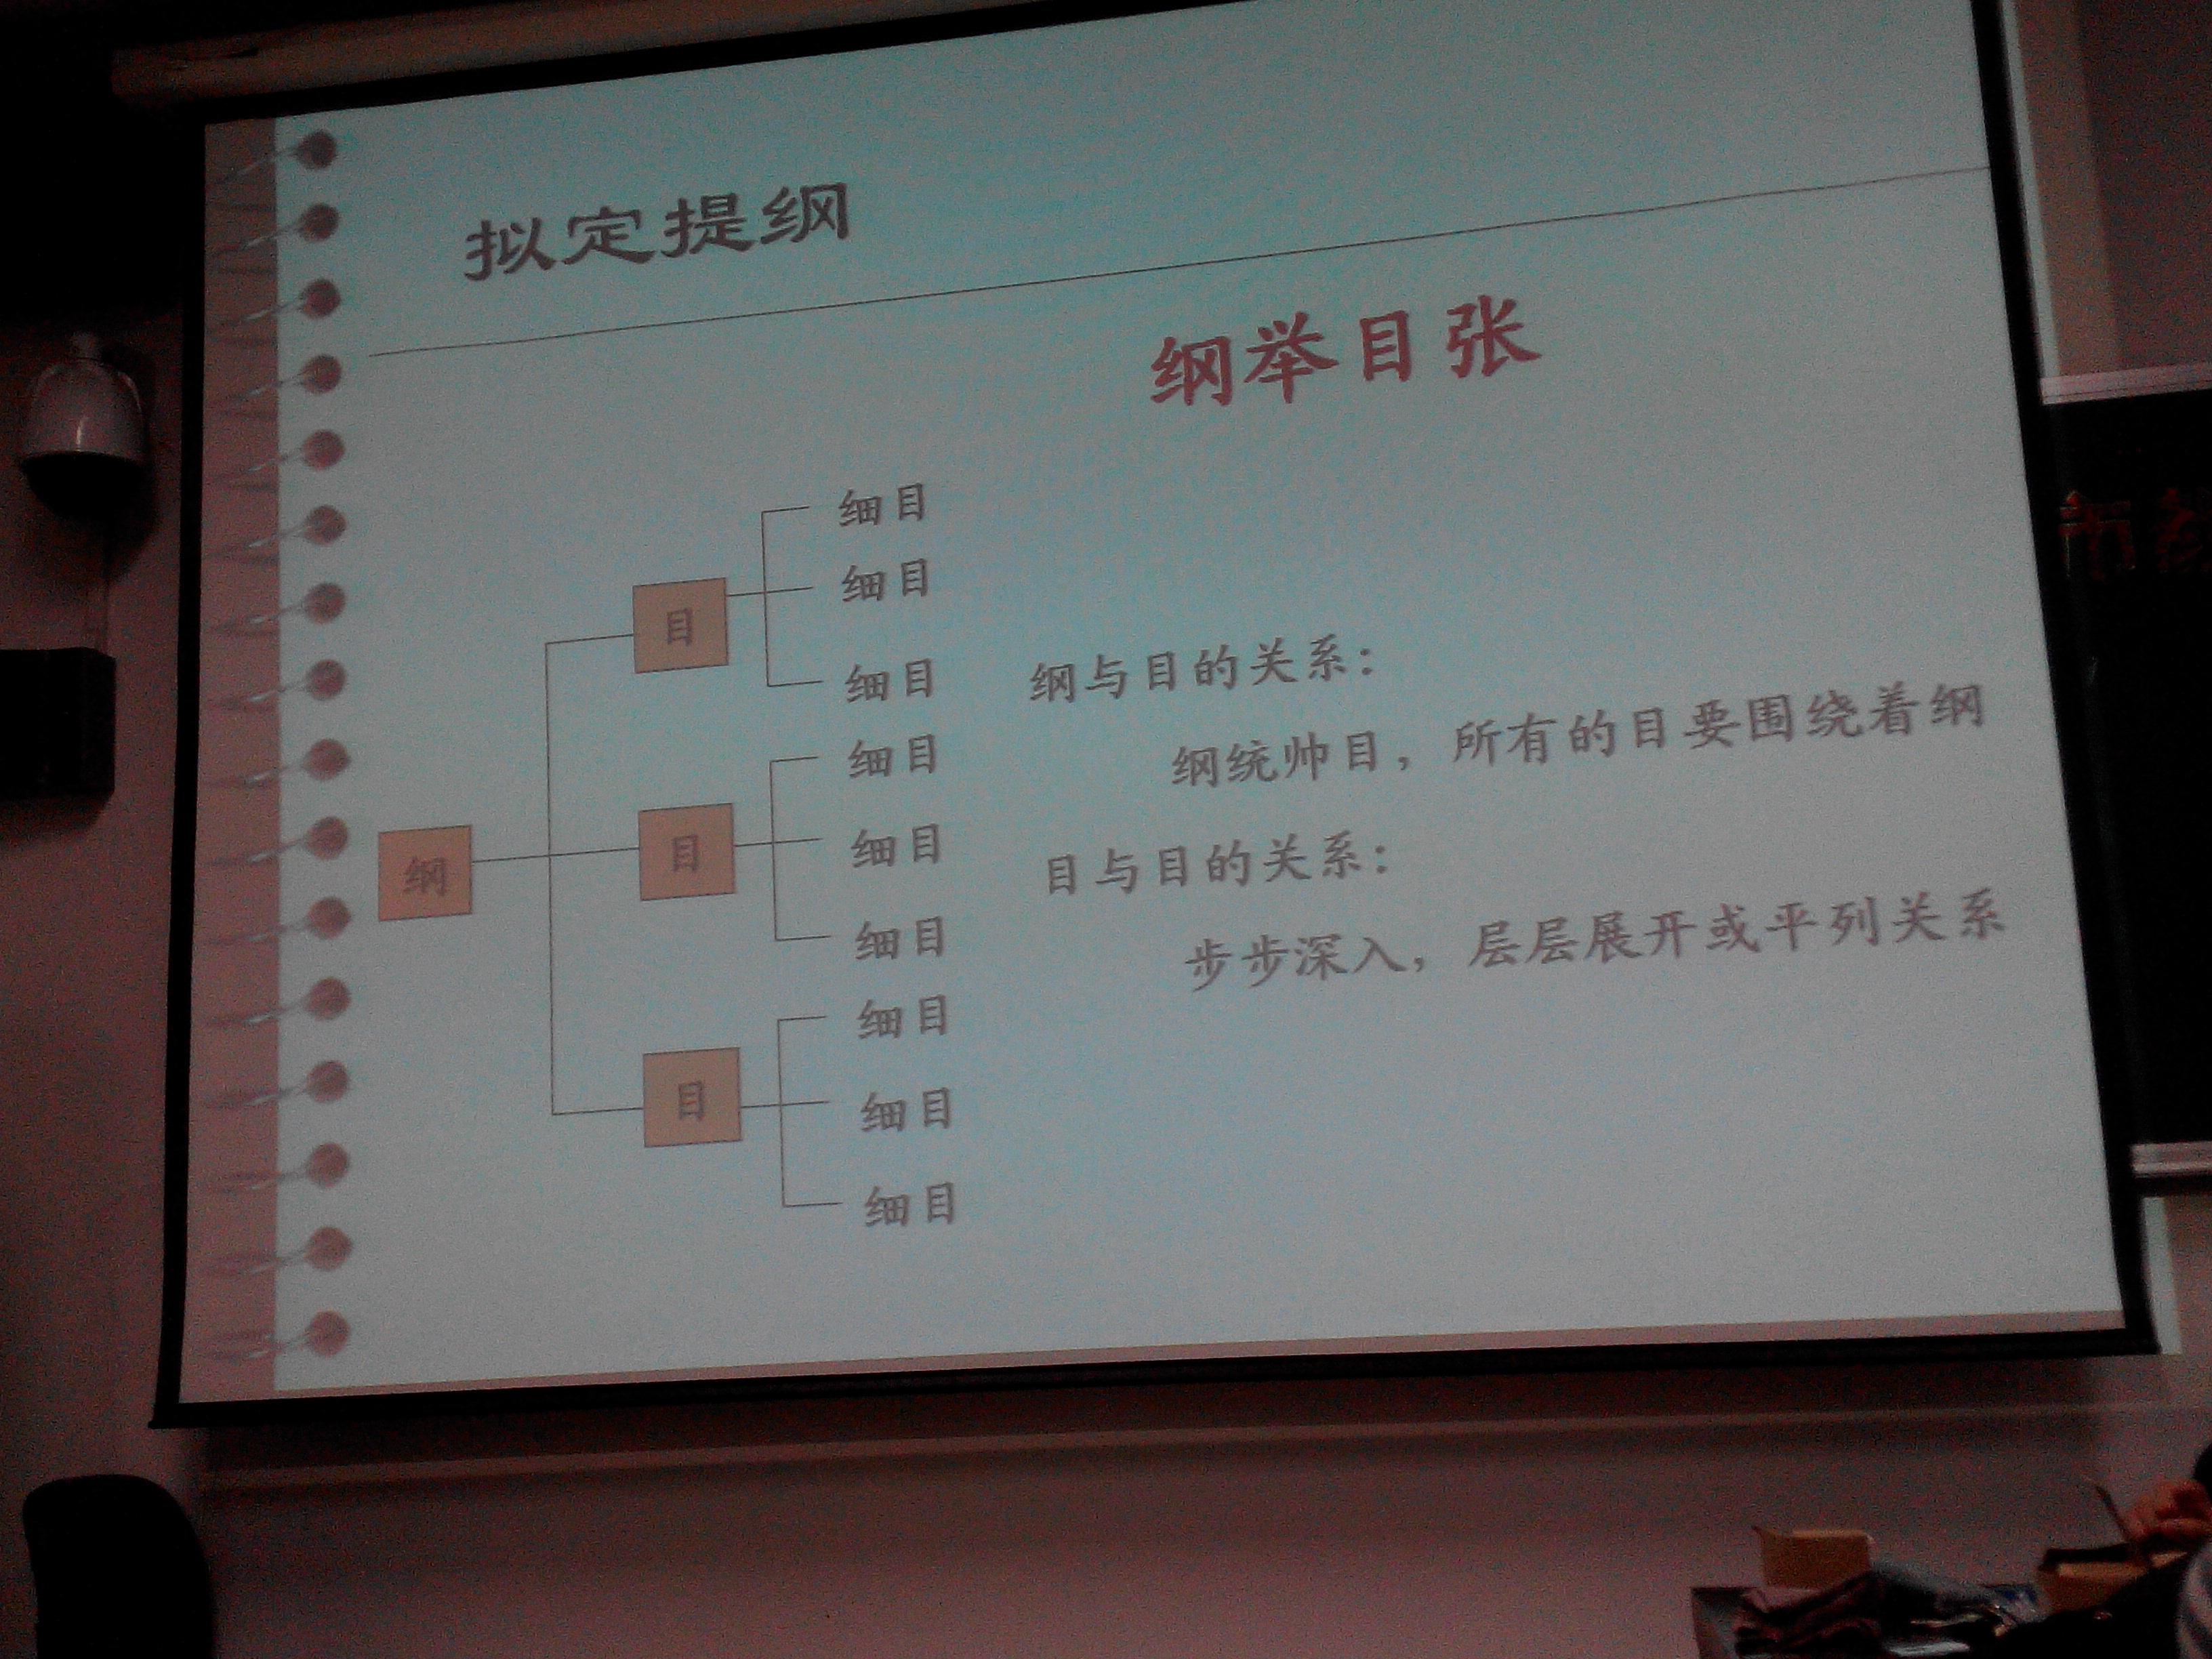 拟定提纲
纲举目张
细目
细目
目
细目
细目
纲
目
细目
细目
细目
目
细目
细目
纲与目的关系：
纲统帅目，所有的目要围绕着纲
目与目的关系：
步步深入，层层展开或平列关系
市